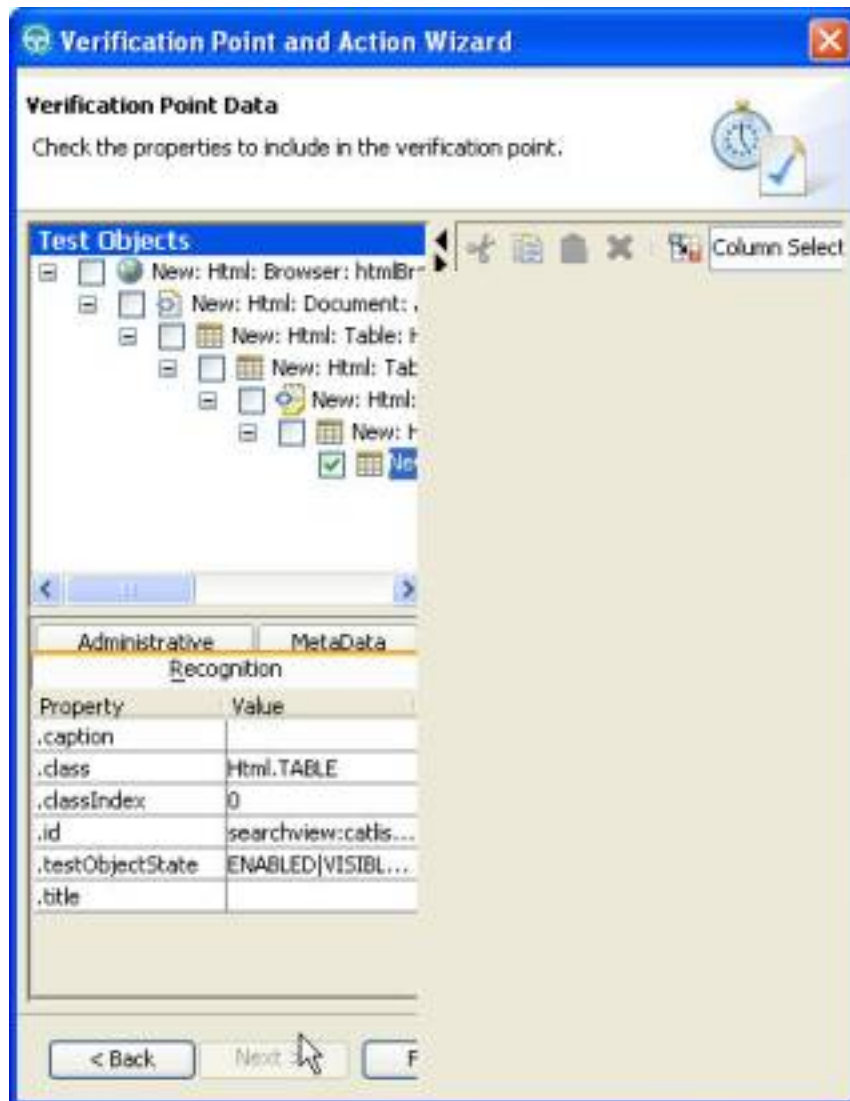 Verification Point and Action Wizard
Verification Point Data
Check the properties to include in the verification point.
Test Objects
Column Select
New: Html: Browser: htmlBr
New: Html: Document: .
New: Html: Table: H
New: Html: Tab
New: Html:
New: H
Ne
Administrative MetaData
Recognition
Property Value
.caption
.class Html.TABLE
.classIndex 0
.id searchview:catlis...
.testObjectState ENABLED|VISIBL...
.title
< Back Next > F